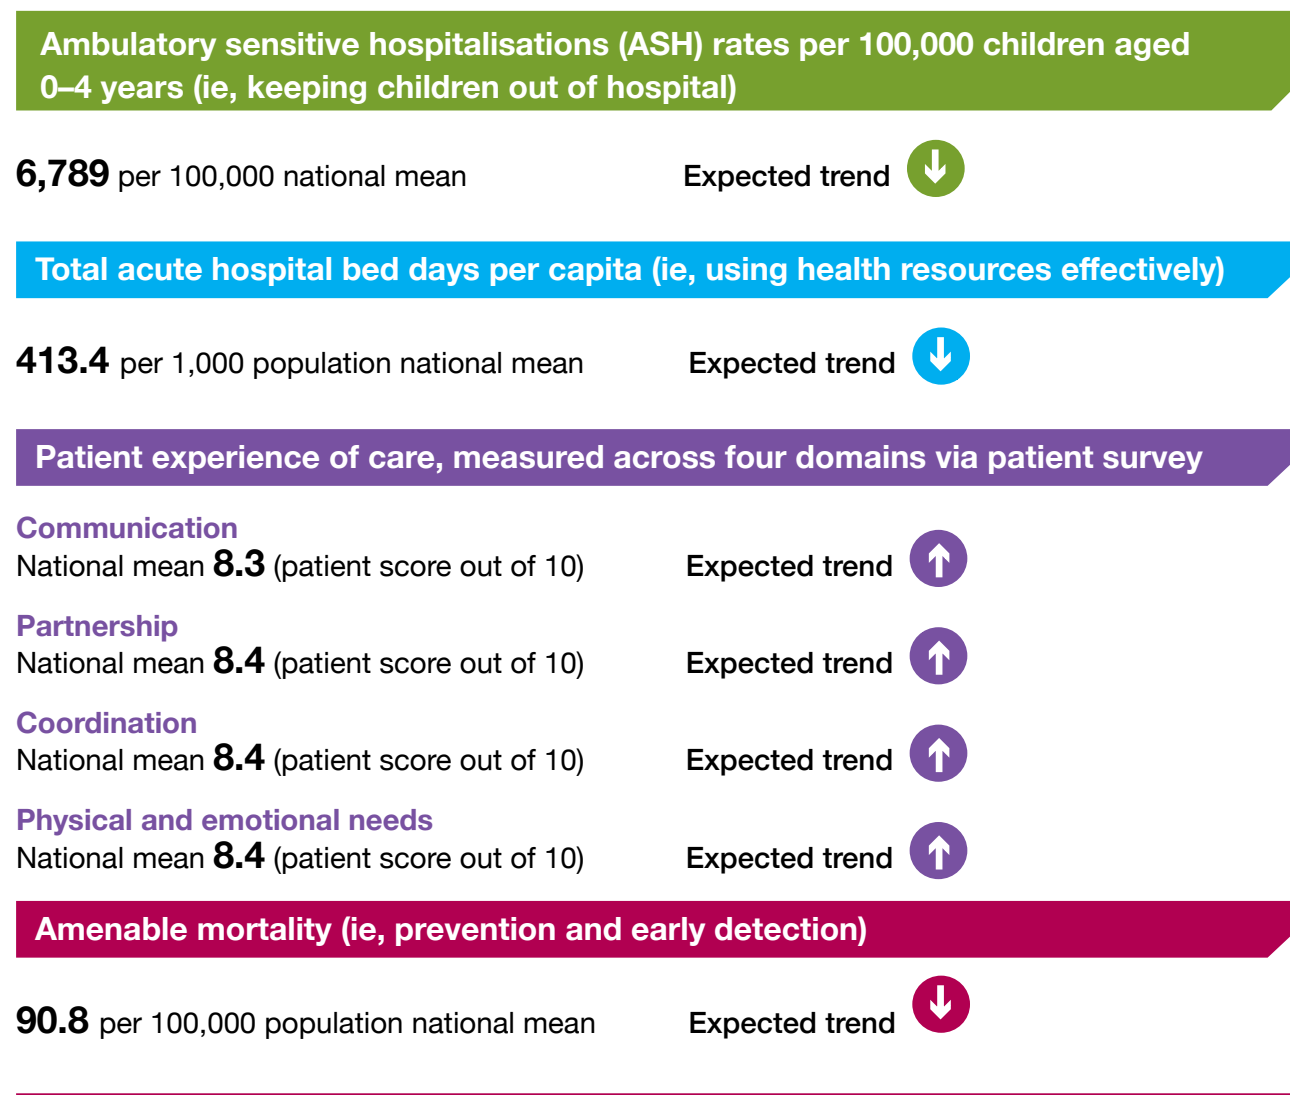 Ambulatory sensitive hospitalisations (ASH) rates per 100,000 children aged
0–4 years (ie, keeping children out of hospital)
6,789 per 100,000 national mean Expected trend
Total acute hospital bed days per capita (ie, using health resources effectively)
413.4 per 1,000 population national mean Expected trend
Patient experience of care, measured across four domains via patient survey
Communication
National mean 8.3 (patient score out of 10) Expected trend
Partnership
National mean 8.4 (patient score out of 10) Expected trend
Coordination
National mean 8.4 (patient score out of 10) Expected trend
Physical and emotional needs
National mean 8.4 (patient score out of 10) Expected trend
Amenable mortality (ie, prevention and early detection)
90.8 per 100,000 population national mean Expected trend